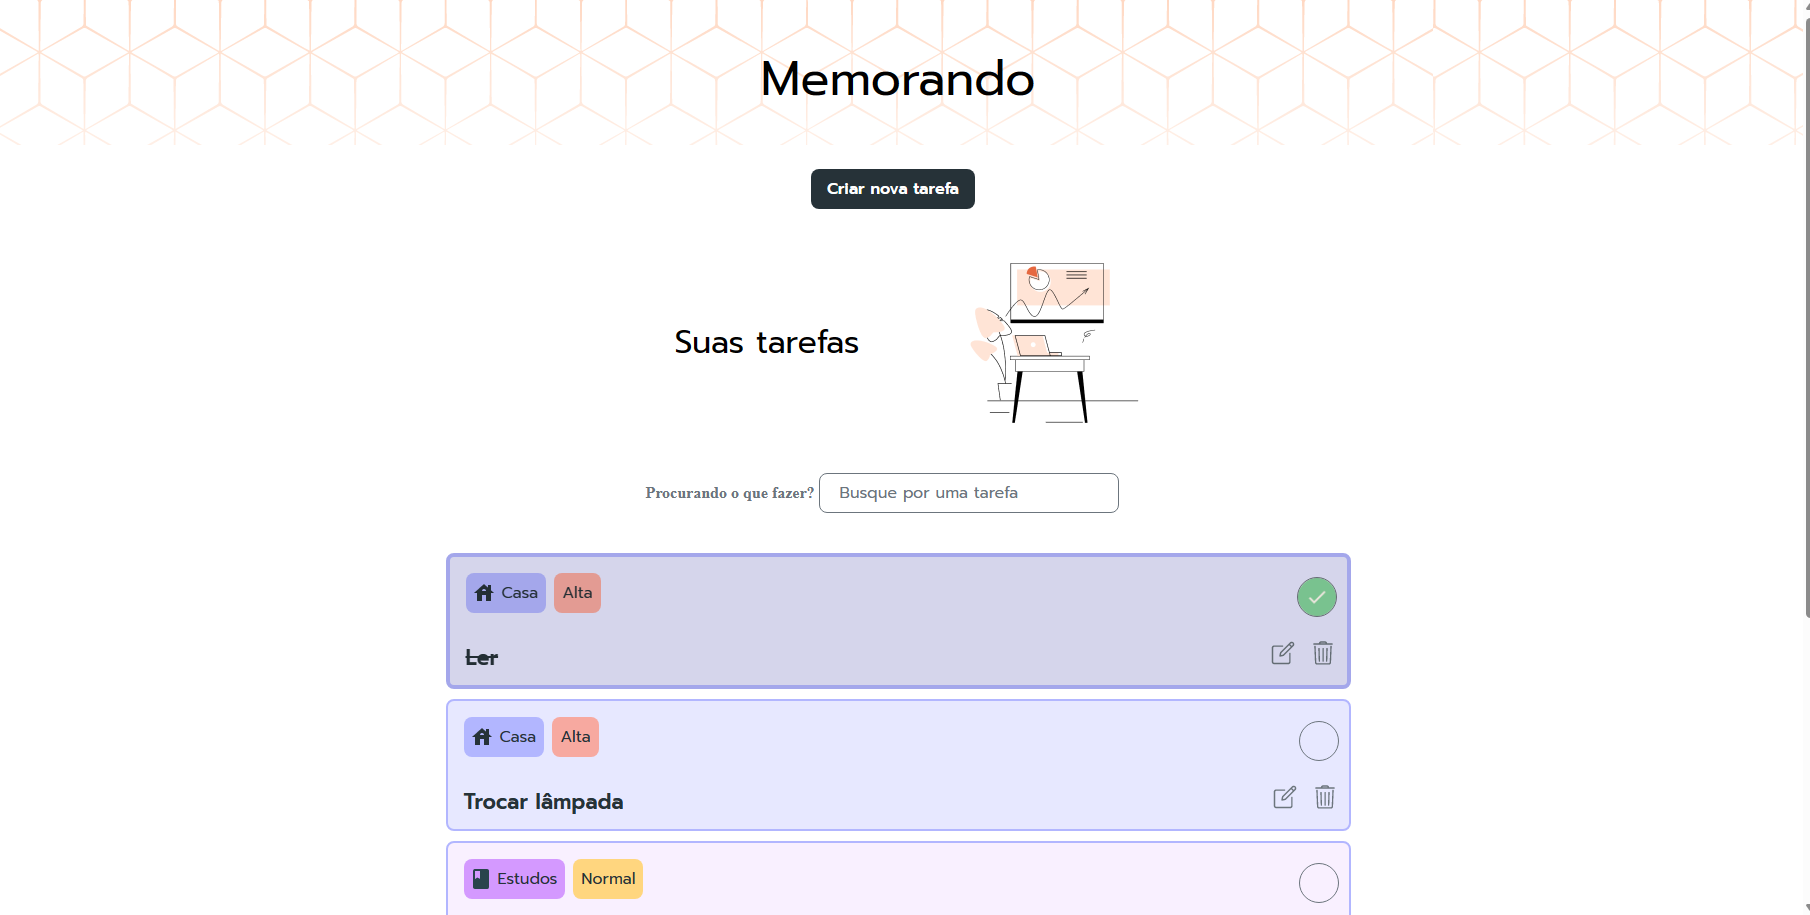 Memorando
Criar nova tarefa
Suas tarefas
Procurando o que fazer? Busque por uma tarefa
Casa Alta
Ler
Casa Alta
Trocar lâmpada
Estudos Normal